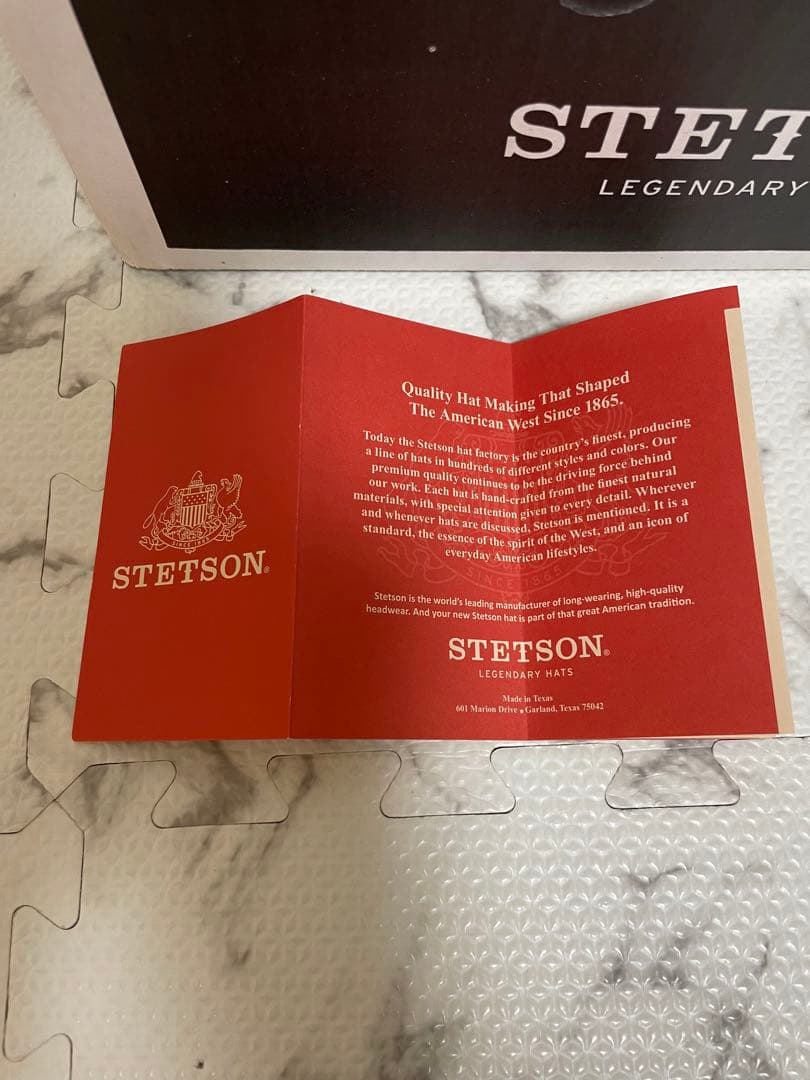 STET
LEGENDARY
SINCE 1865
STETSON®
Quality Hat Making That Shaped
The American West Since 1865.
Today the Stetson hat factory is the country's finest, producing
a line of hats in hundreds of different styles and colors. Our
premium quality continues to be the driving force behind
our work. Each hat is hand-crafted from the finest natural
materials, with special attention given to every detail. Wherever
and whenever hats are discussed, Stetson is mentioned. It is a
standard, the essence of the spirit of the West, and an icon of
everyday American lifestyles.
SINCE 1865
Stetson is the world's leading manufacturer of long-wearing, high-quality
headwear. And your new Stetson hat is part of that great American tradition.
STETSON®
LEGENDARY HATS
Made in Texas
601 Marion Drive • Garland, Texas 75042